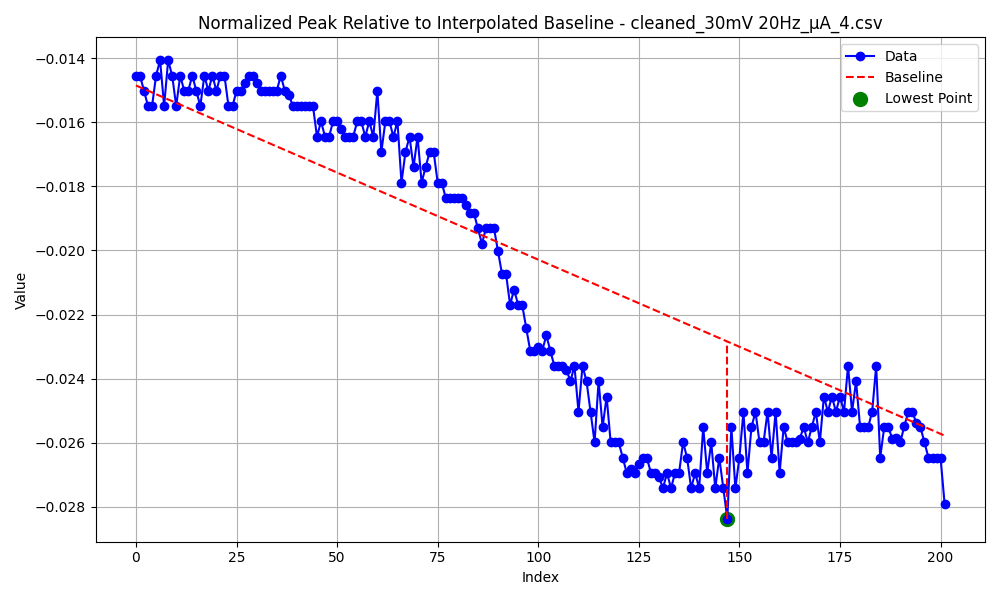 Normalized Peak Relative to Interpolated Baseline - cleaned_30mV 20Hz_μA_4.csv
Data
Baseline
Lowest Point
−0.014
−0.016
−0.018
−0.020
−0.022
−0.024
−0.026
−0.028
Value
0 25 50 75 100 125 150 175 200
Index